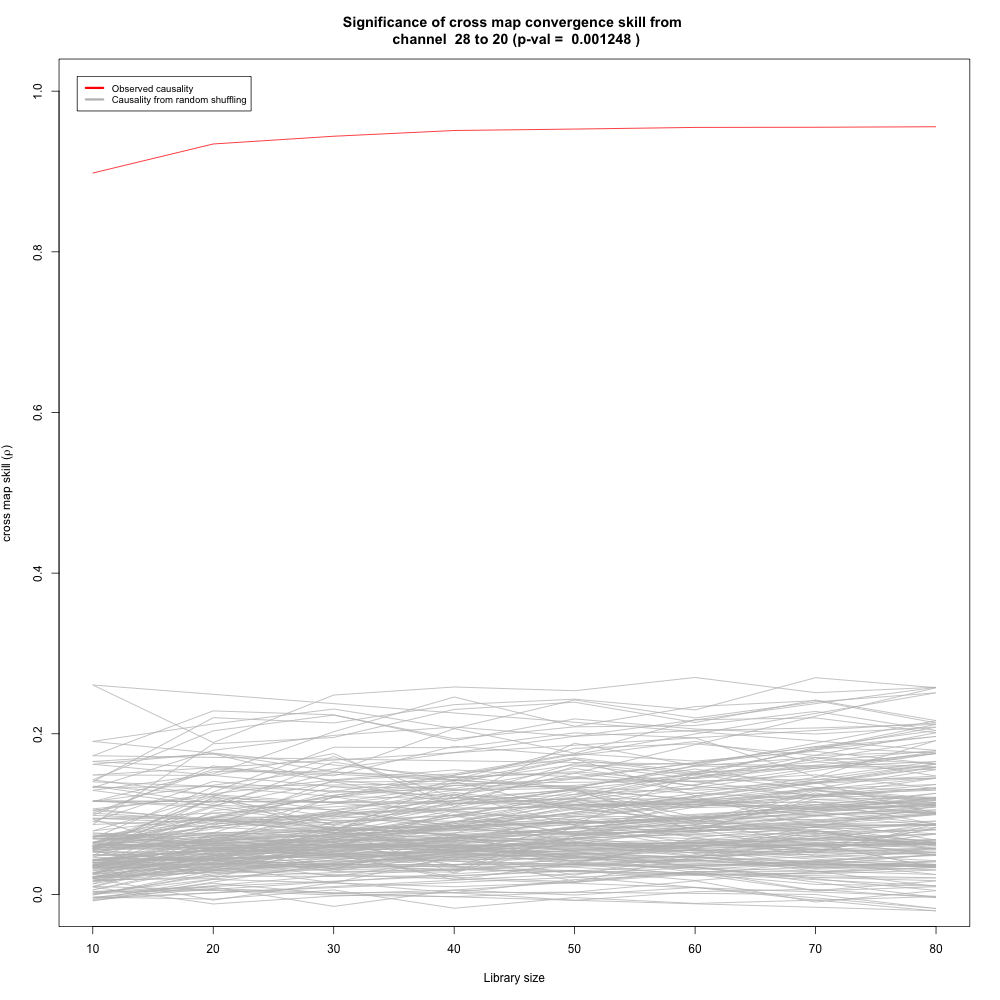 Significance of cross map convergence skill from
channel  28 to 20 (p-val =  0.001248 )
Observed causality
Causality from random shuffling
1.0
0.8
0.6
0.4
0.2
0.0
cross map skill (ρ)
10 20 30 40 50 60 70 80
Library size